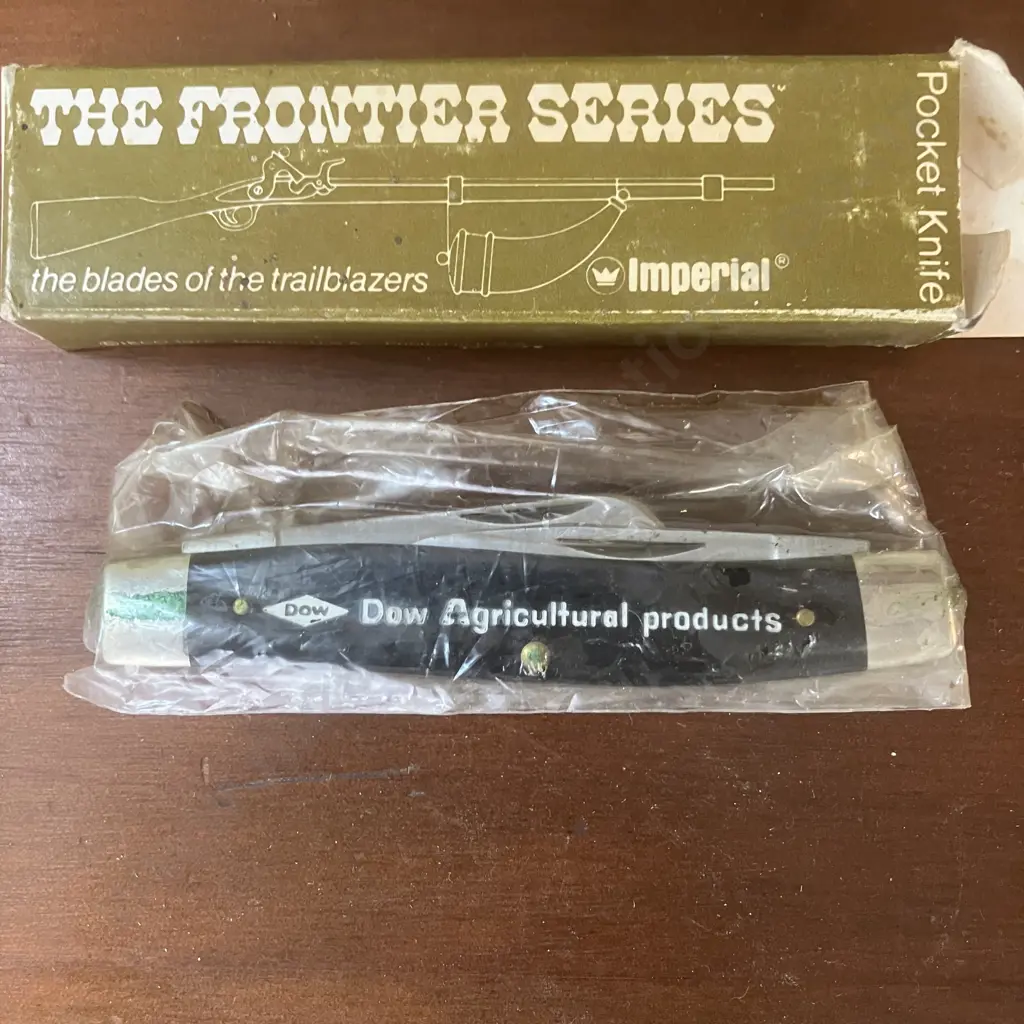 THE FRONTIER SERIES
Pocket Knife
the blades of the trailblazers
Imperial®
DOW
Dow Agricultural products